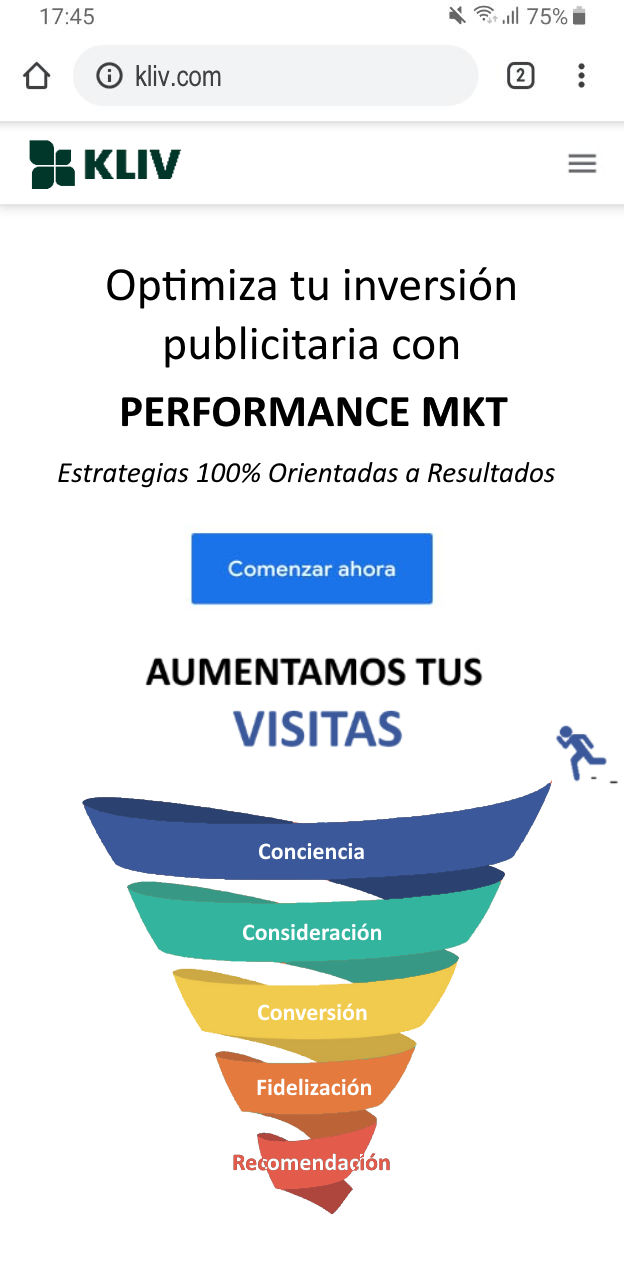 17:45
75%
kliv.com
2
KLIV
Optimiza tu inversión
publicitaria con
PERFORMANCE MKT
Estrategias 100% Orientadas a Resultados
Comenzar ahora
AUMENTAMOS TUS
VISITAS
Conciencia
Consideración
Conversión
Fidelización
Recomendación